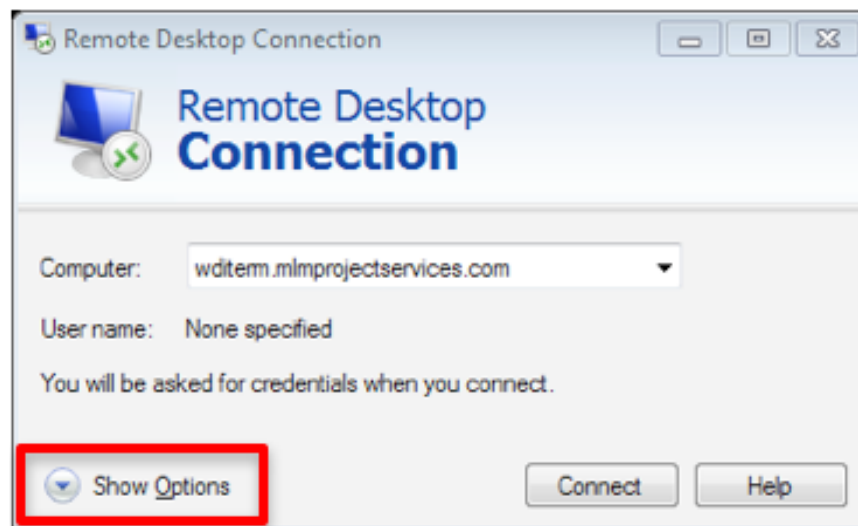 Remote Desktop Connection
Remote Desktop
Connection
Computer: wditerm.mlmprojectservices.com
User name: None specified
You will be asked for credentials when you connect.
Show Options Connect Help